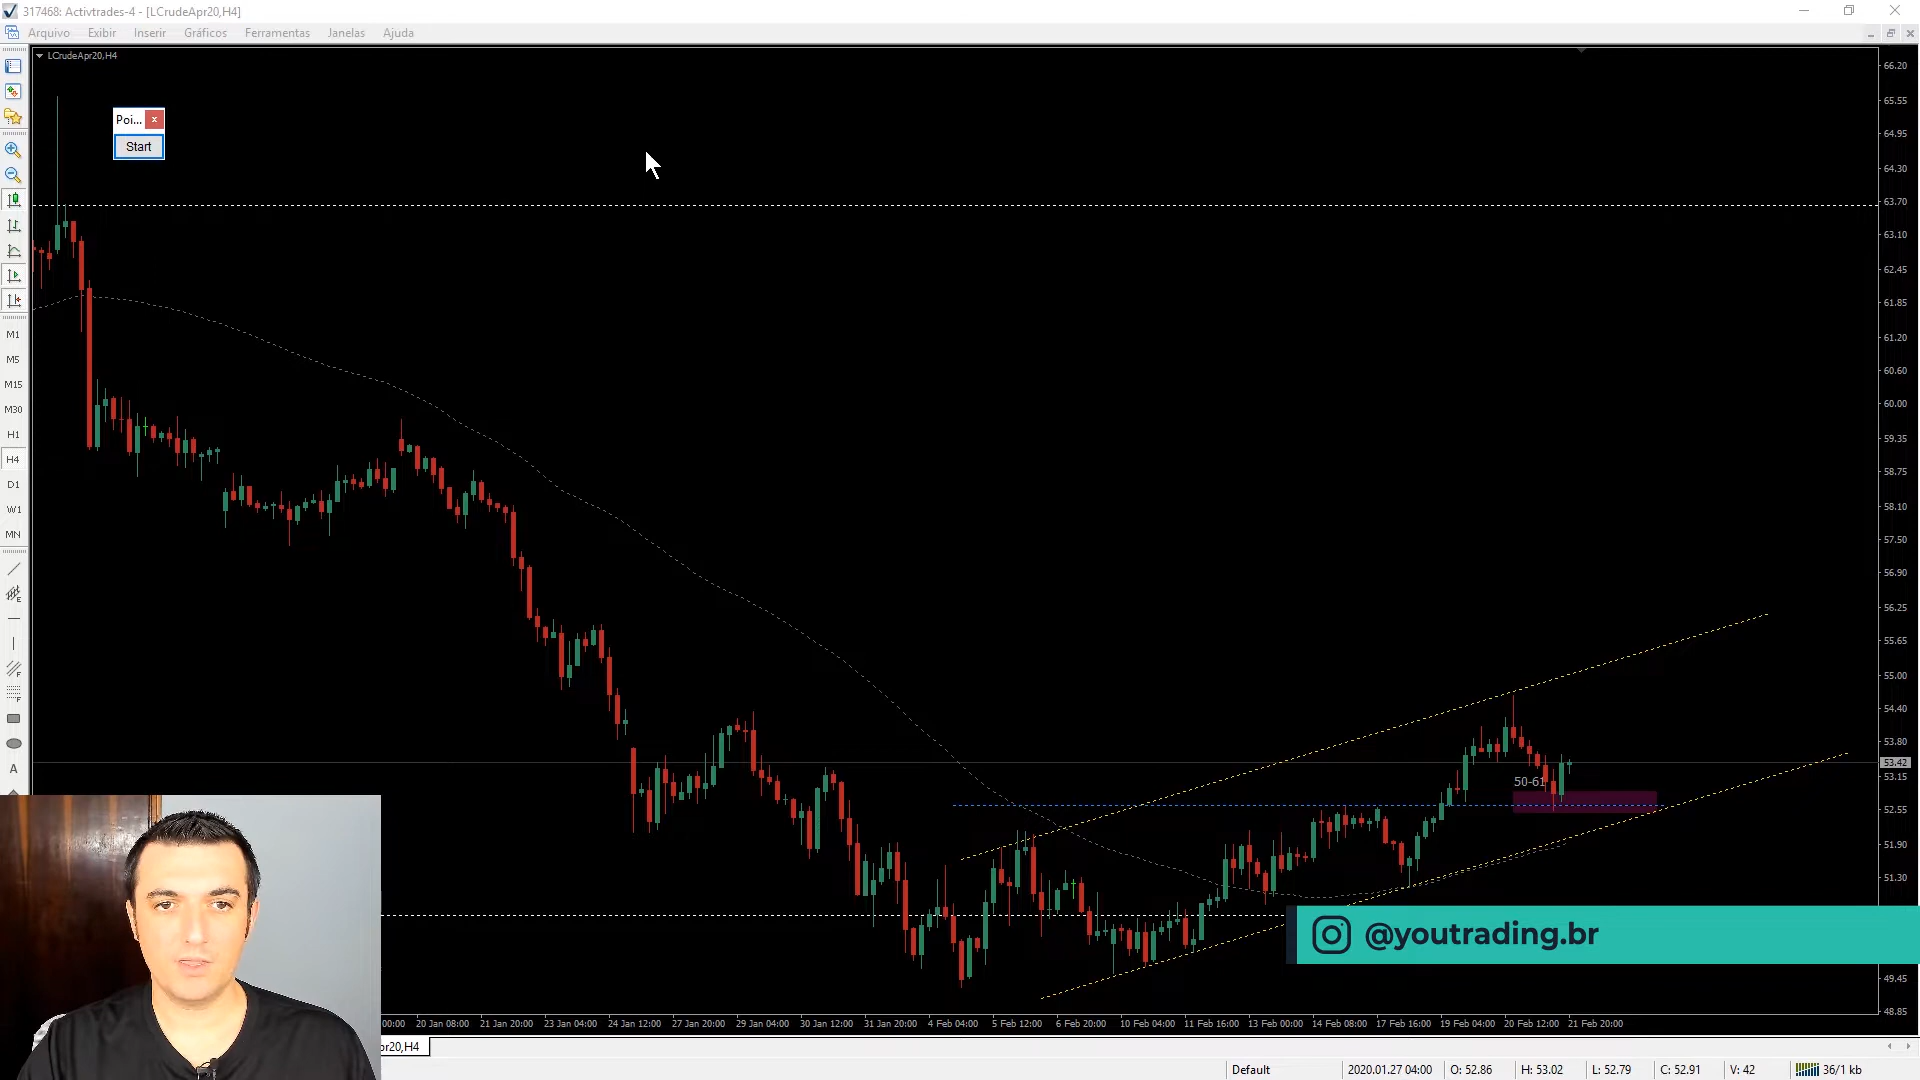 317468: Activtrades-4 - [LCrudeApr20,H4]
Arquivo Exibir Inserir Gráficos Ferramentas Janelas Ajuda
LCrudeApr20,H4
Poi...
Start
M1
M5
M15
M30
H1
H4
D1
W1
MN
A
66.20
65.55
64.95
64.30
63.70
63.10
62.45
61.85
61.20
60.60
60.00
59.35
58.75
58.10
57.50
56.90
56.25
55.65
55.00
54.40
53.80
53.42
53.15
52.55
51.90
51.30
49.45
48.85
50-61
@youtrading.br
00:00 20 Jan 08:00 21 Jan 20:00 23 Jan 04:00 24 Jan 12:00 27 Jan 20:00 29 Jan 04:00 30 Jan 12:00 31 Jan 20:00 4 Feb 04:00 5 Feb 12:00 6 Feb 20:00 10 Feb 04:00 11 Feb 16:00 13 Feb 00:00 14 Feb 08:00 17 Feb 16:00 19 Feb 04:00 20 Feb 12:00 21 Feb 20:00
pr20,H4
Default 2020.01.27 04:00 O: 52.86 H: 53.02 L: 52.79 C: 52.91 V: 42 36/1 kb